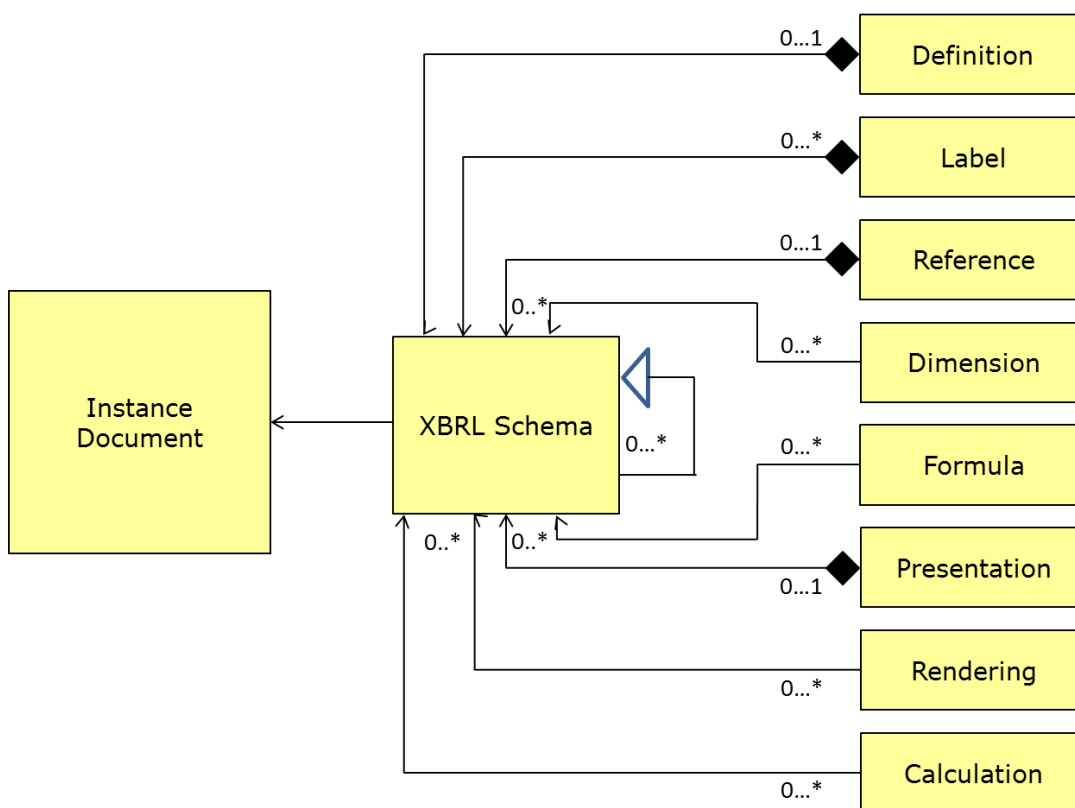 0...1
Definition
0...*
Label
0...1
Reference
0..*
0...*
Dimension
Instance
Document
XBRL Schema
0...*
0...*
Formula
0..*
0..*
Presentation
0...1
Rendering
0...*
Calculation
0...*